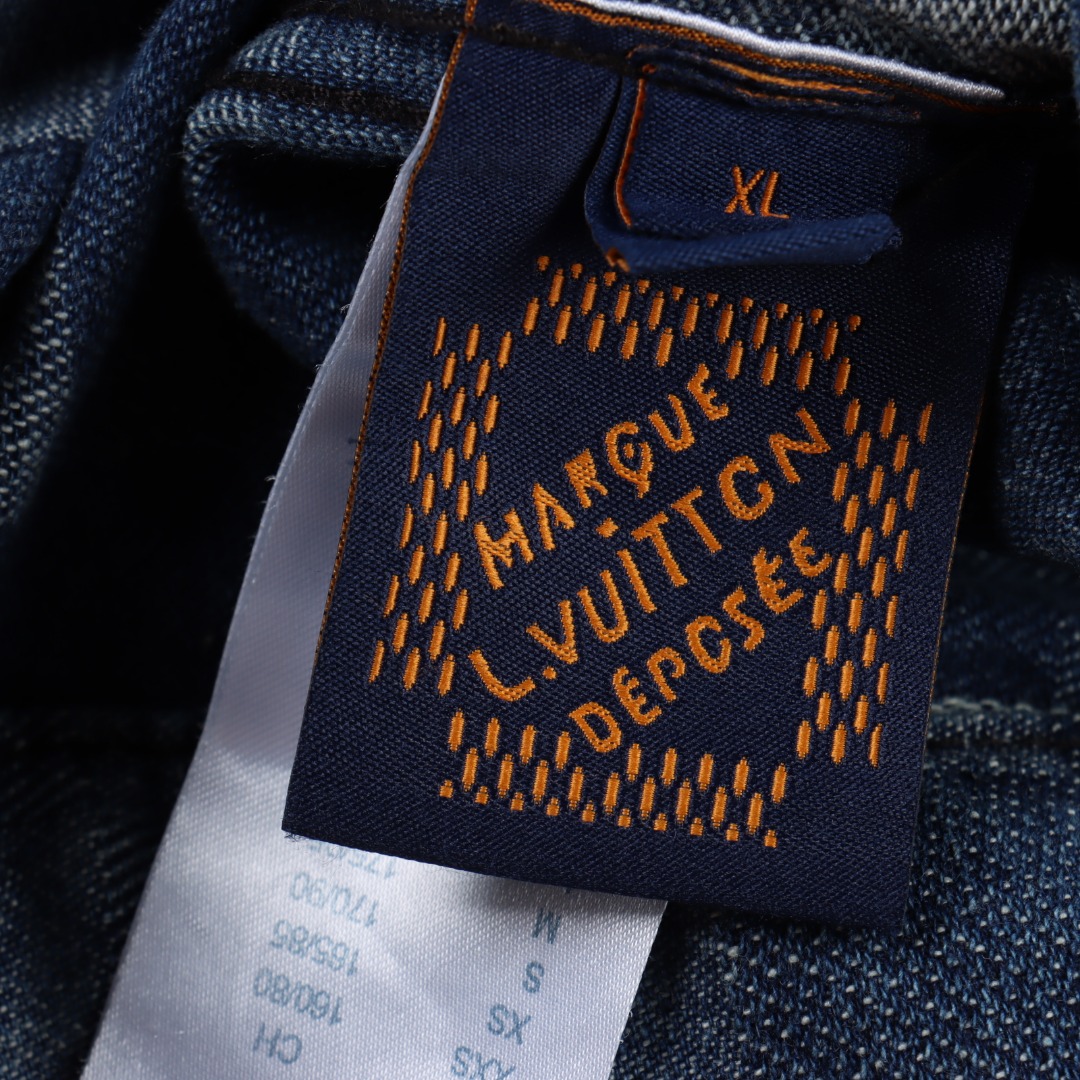 XL
MARQUE
L.VUITTON
DÉPOSÉE
CH
XXS
160/80
XS
165/85
S
170/90
M